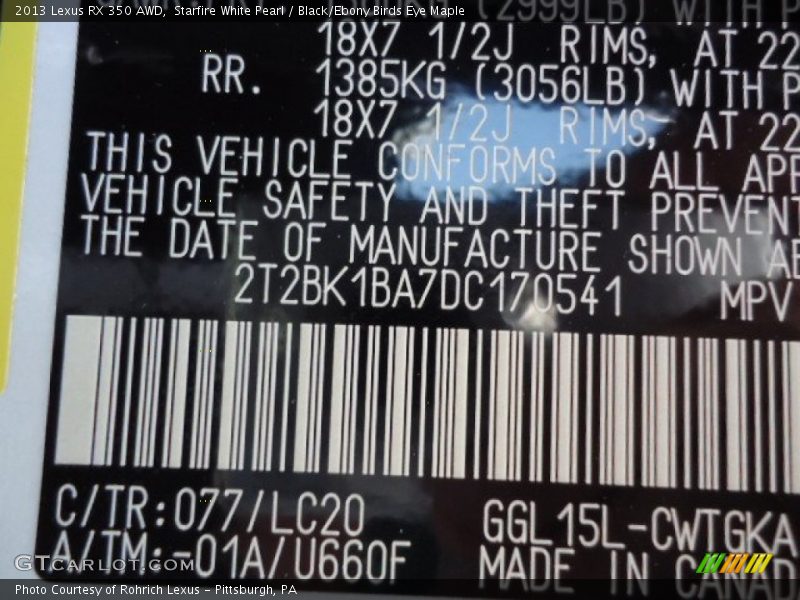 2013 Lexus RX 350 AWD, Starfire White Pearl / Black/Ebony Birds Eye Maple
(2999LB) WITH P
18X7 1/2J RIMS, AT 22
RR. 1385KG (3056LB) WITH P
18X7 1/2J RIMS, AT 22
THIS VEHICLE CONFORMS TO ALL APP
VEHICLE SAFETY AND THEFT PREVENT
THE DATE OF MANUFACTURE SHOWN AB
2T2BK1BA7DC170541 MPV
C/TR:077/LC20 GGL15L-CWTGKA
A/TM:-01A/U660F MADE IN CANAD
GTcarlot.com
Photo Courtesy of Rohrich Lexus - Pittsburgh, PA